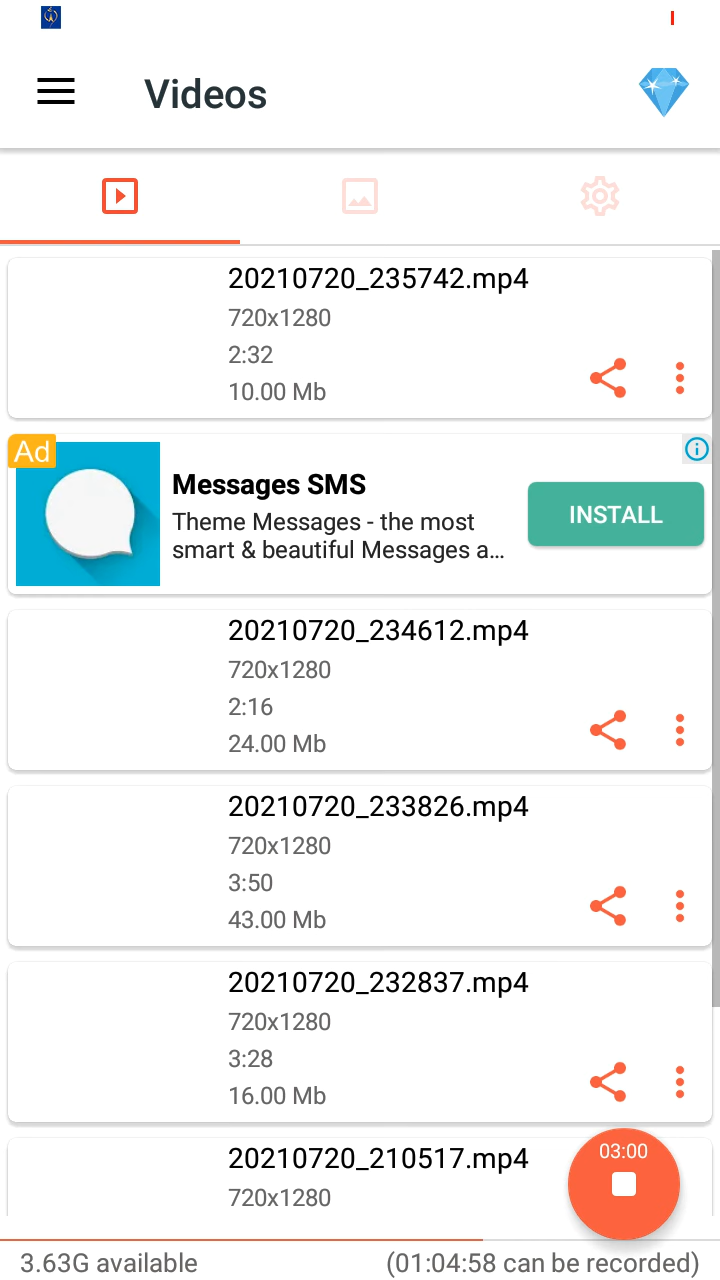 Videos
20210720_235742.mp4
720x1280
2:32
10.00 Mb
Ad
Messages SMS
Theme Messages - the most
smart & beautiful Messages a...
INSTALL
20210720_234612.mp4
720x1280
2:16
24.00 Mb
20210720_233826.mp4
720x1280
3:50
43.00 Mb
20210720_232837.mp4
720x1280
3:28
16.00 Mb
20210720_210517.mp4
720x1280
03:00
3.63G available
(01:04:58 can be recorded)